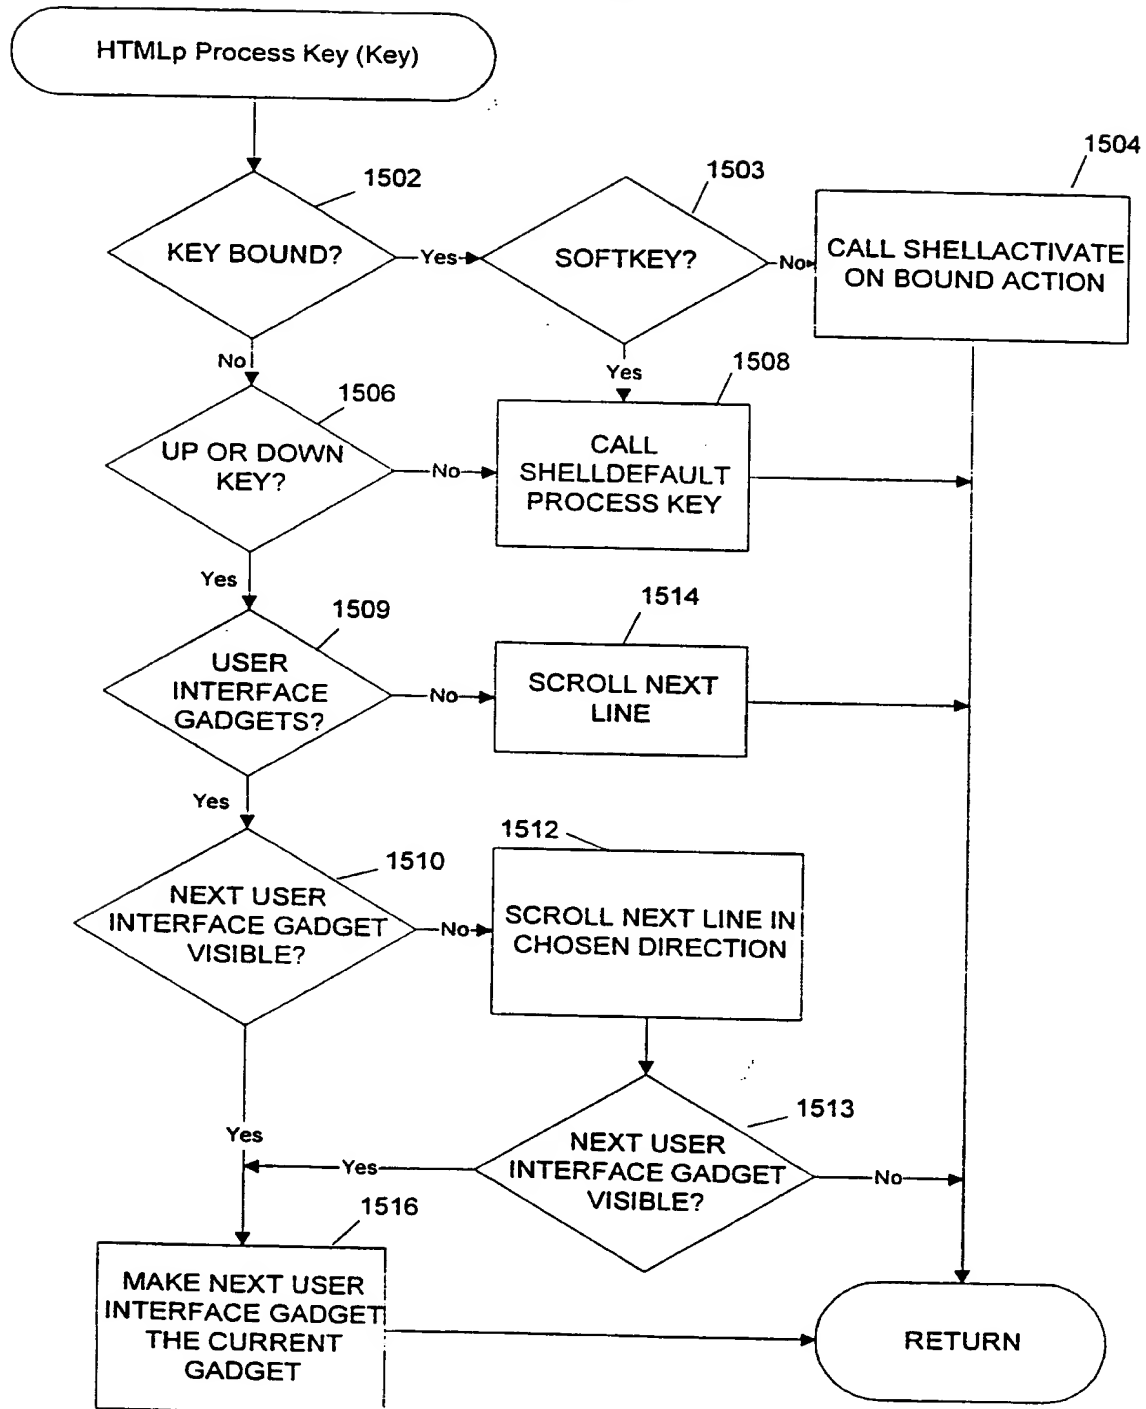 HTMLp Process Key (Key)
1502
KEY BOUND?
Yes
1503
SOFTKEY?
No
1504
CALL SHELLACTIVATE
ON BOUND ACTION
No
Yes
1506
UP OR DOWN
KEY?
No
1508
CALL
SHELLDEFAULT
PROCESS KEY
Yes
1509
USER
INTERFACE
GADGETS?
No
1514
SCROLL NEXT
LINE
Yes
1510
NEXT USER
INTERFACE GADGET
VISIBLE?
No
1512
SCROLL NEXT LINE IN
CHOSEN DIRECTION
Yes
1513
NEXT USER
INTERFACE GADGET
VISIBLE?
Yes
No
1516
MAKE NEXT USER
INTERFACE GADGET
THE CURRENT
GADGET
RETURN